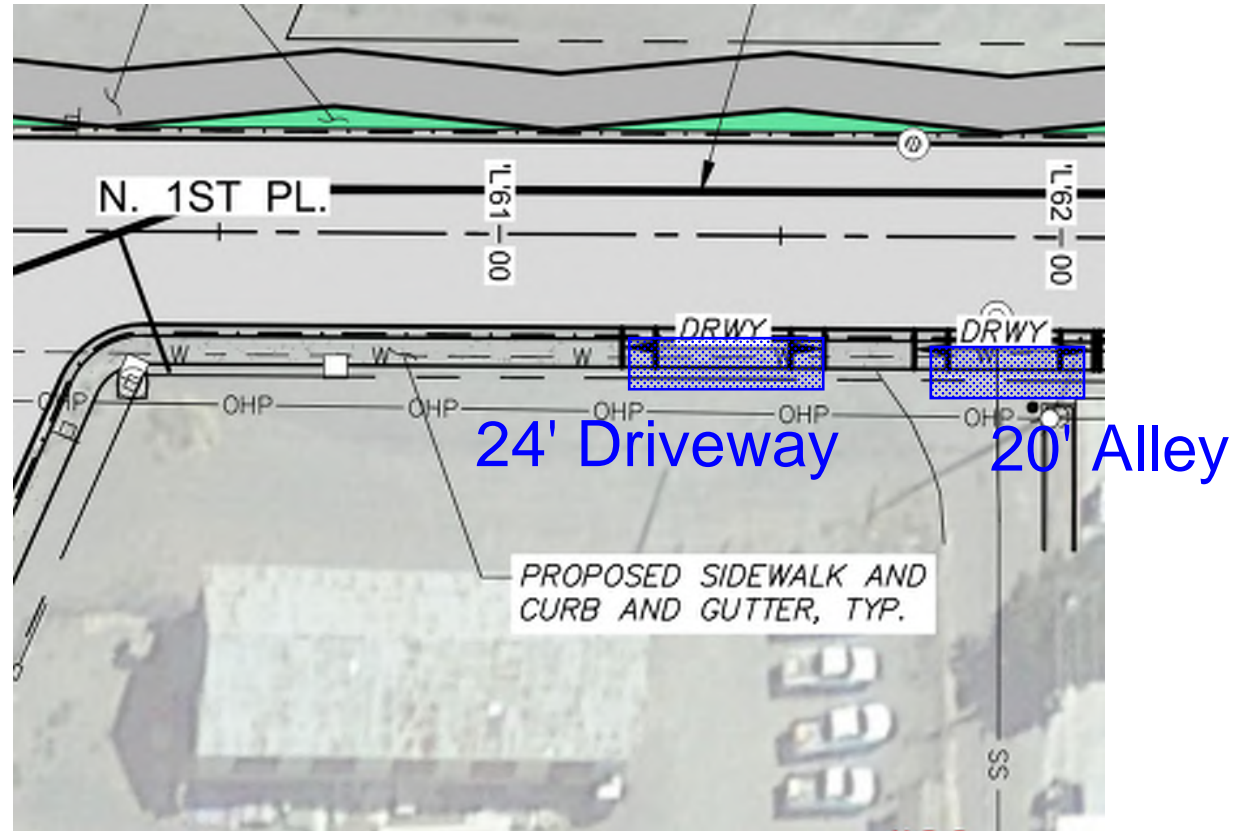 N. 1ST PL.
'L'61
00
'L'62
00
DRWY
DRWY
W
W
W
W
W
OHP
OHP
OHP
OHP
OHP
OHP
24' Driveway
20' Alley
PROPOSED SIDEWALK AND
CURB AND GUTTER, TYP.
SS